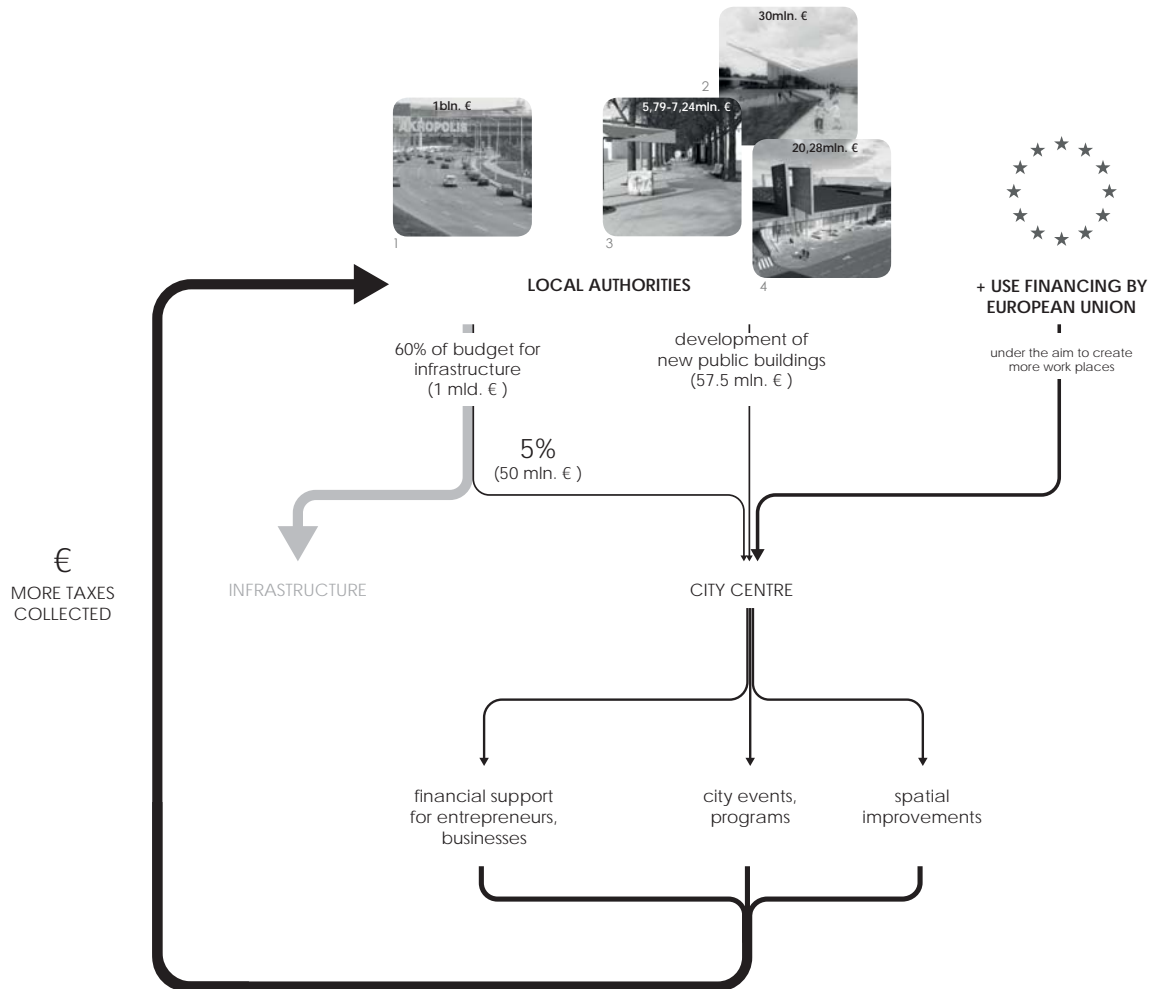 30mln. €
2
1bln. €
AKROPOLIS
5,79-7,24mln. €
20,28mln. €
1
3
4
LOCAL AUTHORITIES
+ USE FINANCING BY
EUROPEAN UNION
60% of budget for
infrastructure
(1 mld. € )
development of
new public buildings
(57.5 mln. € )
under the aim to create
more work places
5%
(50 mln. € )
€
MORE TAXES
COLLECTED
INFRASTRUCTURE
CITY CENTRE
financial support
for entrepreneurs,
businesses
city events,
programs
spatial
improvements